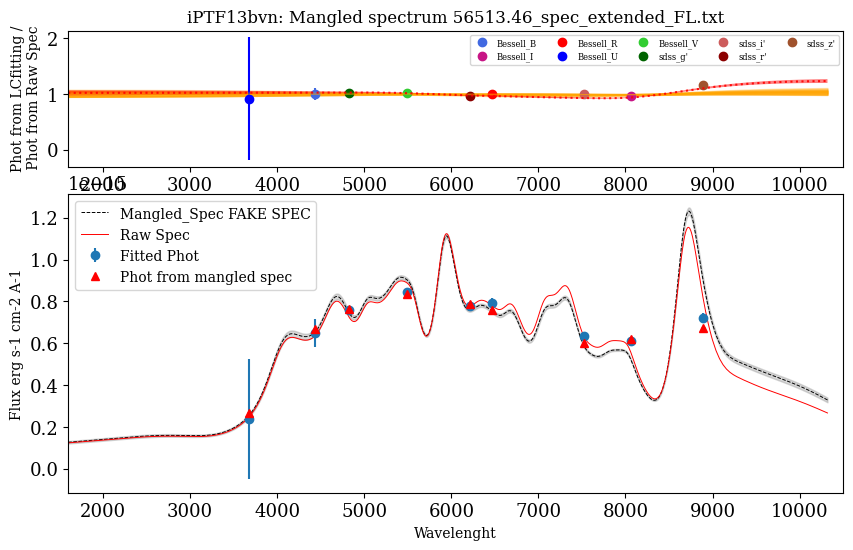 iPTF13bvn: Mangled spectrum 56513.46_spec_extended_FL.txt
Phot from LCfitting /
Phot from Raw Spec
2
1
0
Bessell_B
Bessell_I
Bessell_R
Bessell_U
Bessell_V
sdss_g'
sdss_i'
sdss_r'
sdss_z'
2000 3000 4000 5000 6000 7000 8000 9000 10000
1e−15
Flux erg s-1 cm-2 A-1
1.2
1.0
0.8
0.6
0.4
0.2
0.0
Mangled_Spec FAKE SPEC
Raw Spec
Fitted Phot
Phot from mangled spec
2000 3000 4000 5000 6000 7000 8000 9000 10000
Wavelenght